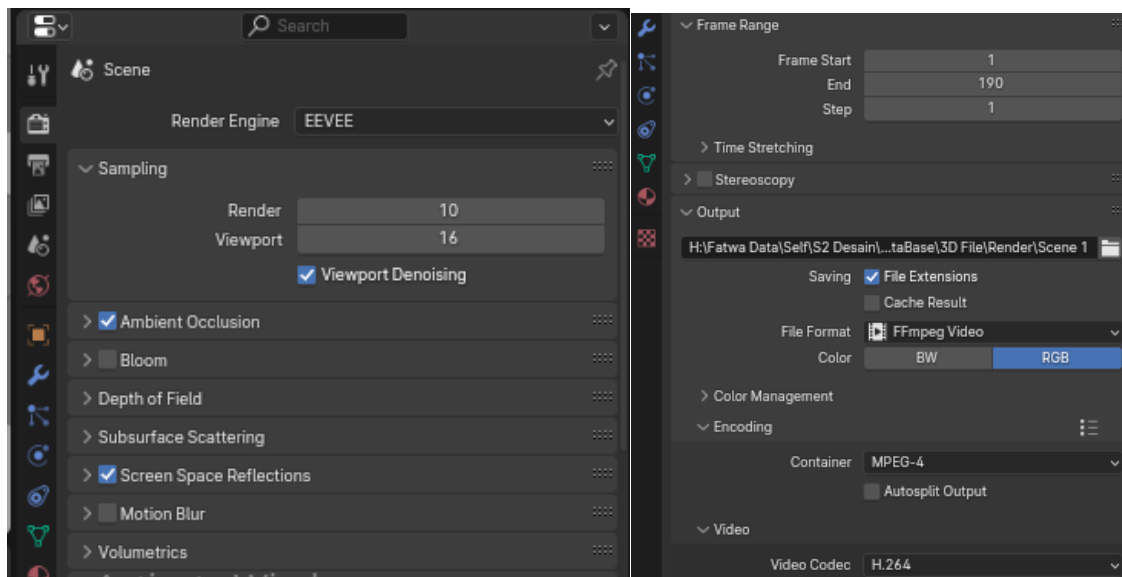 Search
Scene
Render Engine EEVEE
Sampling
Render 10
Viewport 16
Viewport Denoising
Ambient Occlusion
Bloom
Depth of Field
Subsurface Scattering
Screen Space Reflections
Motion Blur
Volumetrics
Frame Range
Frame Start 1
End 190
Step 1
Time Stretching
Stereoscopy
Output
H:\Fatwa Data\Self\S2 Desain\...taBase\3D File\Render\Scene 1
Saving File Extensions
Cache Result
File Format FFmpeg Video
Color BW RGB
Color Management
Encoding
Container MPEG-4
Autosplit Output
Video
Video Codec H.264